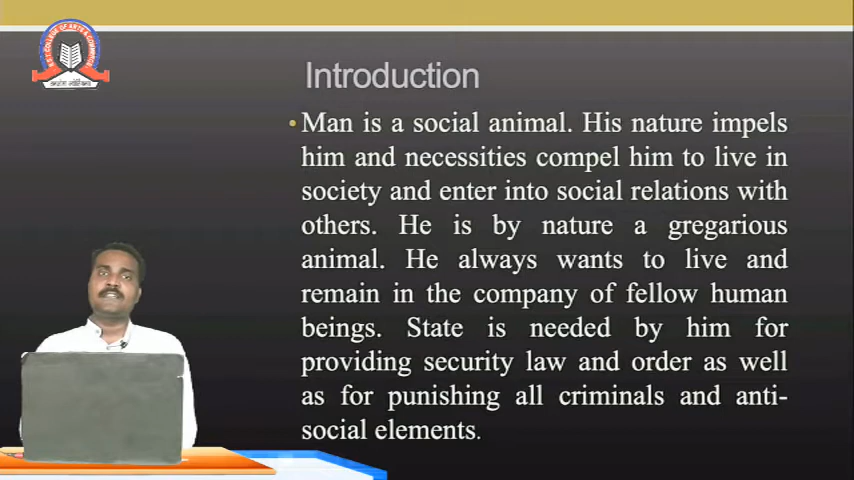 Introduction
• Man is a social animal. His nature impels
him and necessities compel him to live in
society and enter into social relations with
others. He is by nature a gregarious
animal. He always wants to live and
remain in the company of fellow human
beings. State is needed by him for
providing security law and order as well
as for punishing all criminals and anti-
social elements.